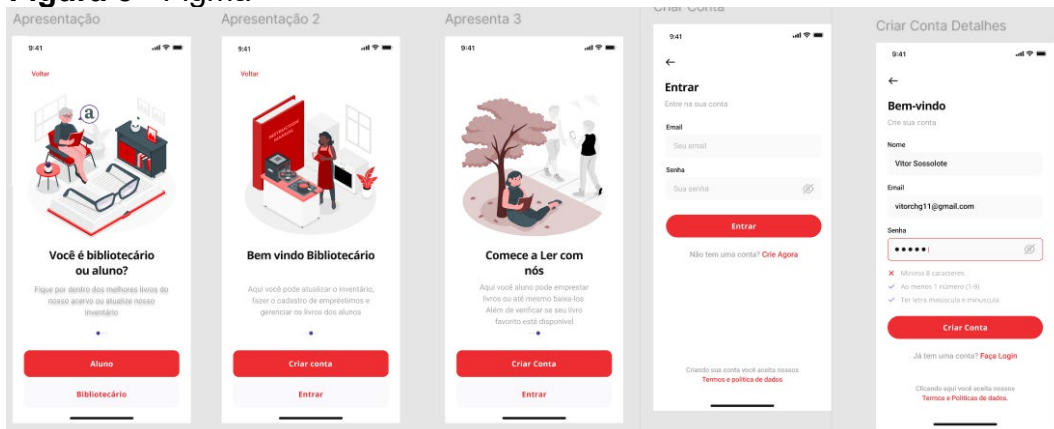 Apresentação
9:41
Voltar
a
Você é bibliotecário
ou aluno?
Fique por dentro dos melhores livros do
nosso acervo ou atualize nosso
inventário
Aluno
Bibliotecário
Apresentação 2
9:41
Voltar
INSTRUCTION
MANUAL
Bem vindo Bibliotecário
Aqui você pode atualizar o inventário,
fazer o cadastro de empréstimos e
gerenciar os livros dos alunos
Criar conta
Entrar
Apresenta 3
9:41
Comece a Ler com
nós
Aqui você aluno pode emprestar
livros ou até mesmo baixa-los
Além de verificar se seu livro
favorito está disponivel
Criar Conta
Entrar
Criar Conta
9:41
Entrar
Entre na sua conta
Email
Seu email
Senha
Sua senha
Entrar
Não tem uma conta? Crie Agora
Criando sua conta você aceita nossos
Termos e politica de dados.
Criar Conta Detalhes
9:41
Bem-vindo
Crie sua conta
Nome
Vitor Sossolote
Email
vitorchg11@gmail.com
Senha
Minimo 8 caracteres
Ao menos 1 número (1-9)
Ter letra maiúscula e minuscula.
Criar Conta
Já tem uma conta? Faça Login
Clicando aqui você aceita nossos
Termos e Políticas de dados.